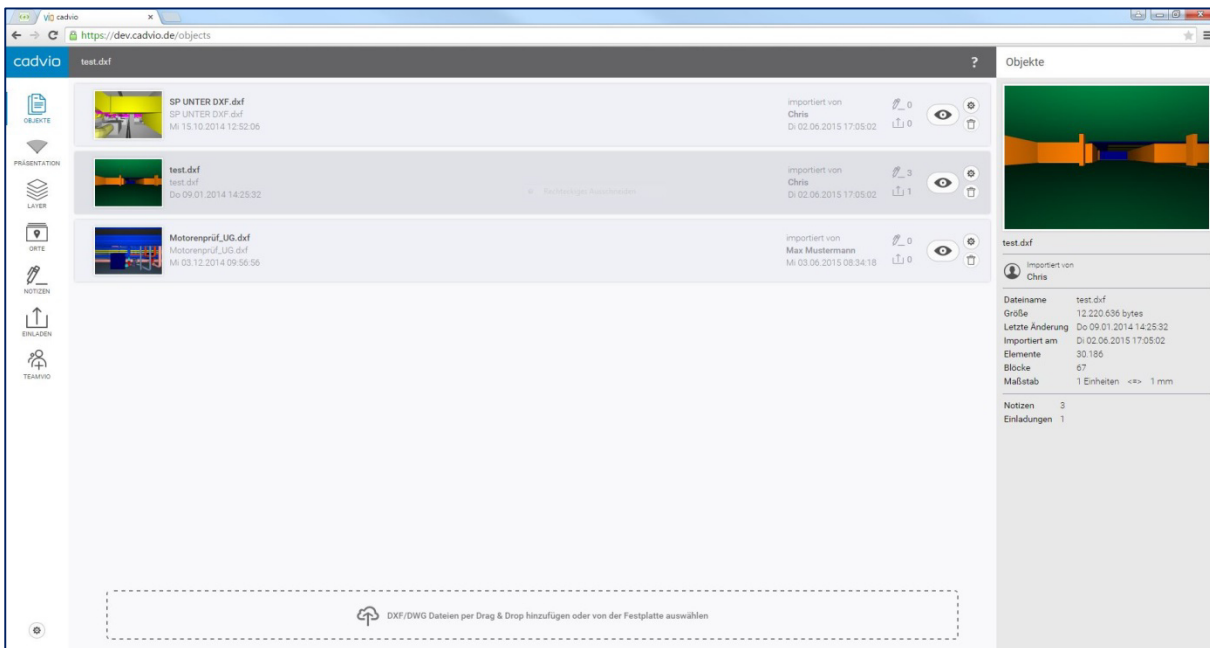 vio cadvio
https://dev.cadvio.de/objects
cadvio
test.dxf
?
Objekte
OBJEKTE
PRÄSENTATION
LAYER
ORTE
NOTIZEN
EINLADEN
TEAMVIO
SP UNTER DXF.dxf
SP UNTER DXF.dxf
Mi 15.10.2014 12:52:06
importiert von
Chris
Di 02.06.2015 17:05:02
0
0
test.dxf
test.dxf
Do 09.01.2014 14:25:32
importiert von
Chris
Di 02.06.2015 17:05:02
3
1
Motorenprüf_UG.dxf
Motorenprüf_UG.dxf
Mi 03.12.2014 09:56:56
importiert von
Max Mustermann
Mi 03.06.2015 08:34:18
0
0
DXF/DWG Dateien per Drag & Drop hinzufügen oder von der Festplatte auswählen
test.dxf
Importiert von
Chris
Dateiname test.dxf
Größe 12.220.636 bytes
Letzte Änderung Do 09.01.2014 14:25:32
Importiert am Di 02.06.2015 17:05:02
Elemente 30.186
Blöcke 67
Maßstab 1 Einheiten <=> 1 mm
Notizen 3
Einladungen 1